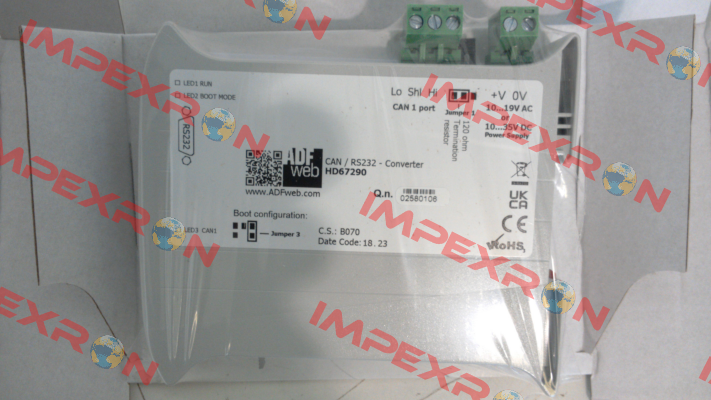 IMPEXRON
IMPEXRON
LED1 RUN
LED2 BOOT MODE
RS232
Lo Shi Hi
CAN 1 port
Jumper 1
120 ohm
Termination
resistor
+V 0V
10...19V AC
or
10...35V DC
Power Supply
ADF
web
www.ADFweb.com
CAN / RS232 - Converter
HD67290
Q.n.
02580106
UK
CA
CE
RoHS
LED3 CAN1
Boot configuration:
Jumper 3
C.S.: B070
Date Code: 18.23
IMPEXRON
IMPEXRON
IMPEXRON
IMPEXRON